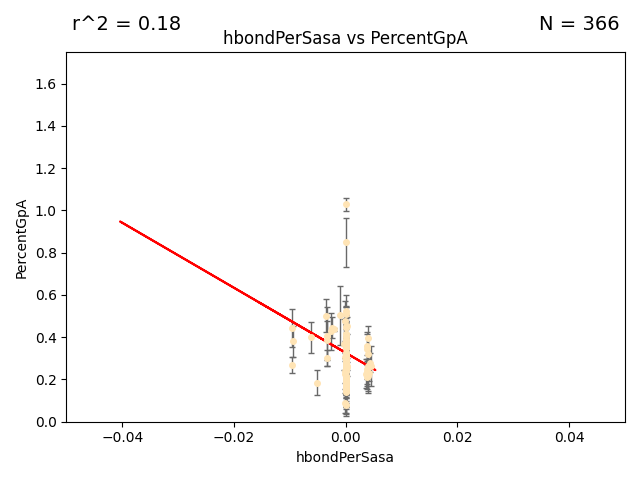 r^2 = 0.18
N = 366
hbondPerSasa vs PercentGpA
PercentGpA
1.6
1.4
1.2
1.0
0.8
0.6
0.4
0.2
0.0
−0.04
−0.02
0.00
0.02
0.04
hbondPerSasa